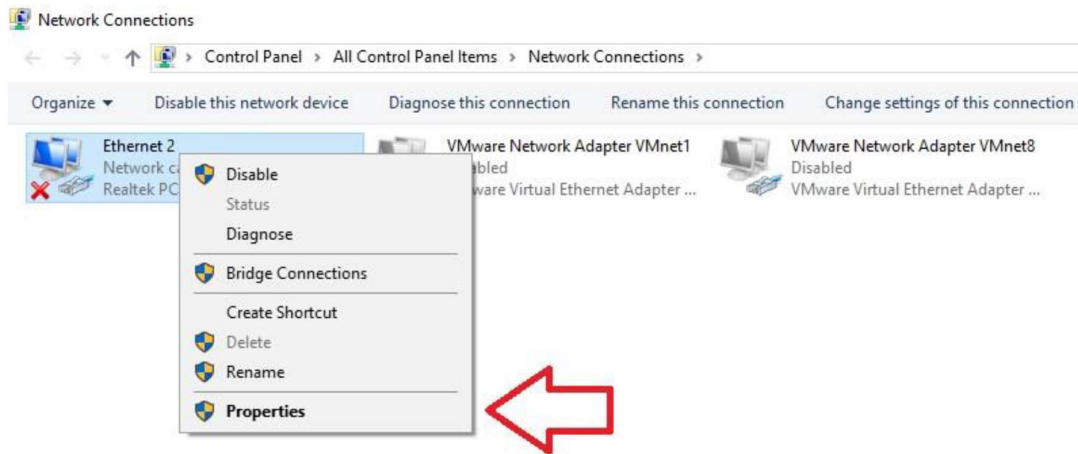 Network Connections
Control Panel > All Control Panel Items > Network Connections >
Organize Disable this network device Diagnose this connection Rename this connection Change settings of this connection
Ethernet 2
Network ca
Realtek PC
VMware Network Adapter VMnet1
abled
ware Virtual Ethernet Adapter ...
VMware Network Adapter VMnet8
Disabled
VMware Virtual Ethernet Adapter ...
Disable
Status
Diagnose
Bridge Connections
Create Shortcut
Delete
Rename
Properties